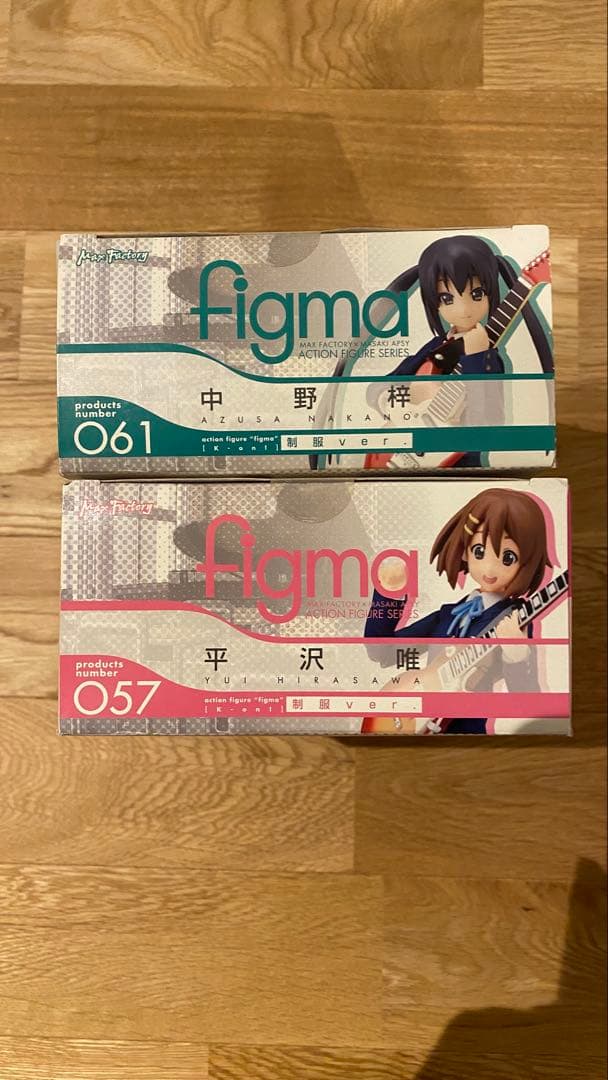 Max Factory
figma
MAX FACTORY×MASAKI APSY
ACTION FIGURE SERIES
中野梓
AZUSA NAKANO
products
number
061
action figure "figma"
[K-on!]
制服ver.
Max Factory
figma
MAX FACTORY×MASAKI APSY
ACTION FIGURE SERIES
平沢唯
YUI HIRASAWA
products
number
057
action figure "figma"
[K-on!]
制服ver.